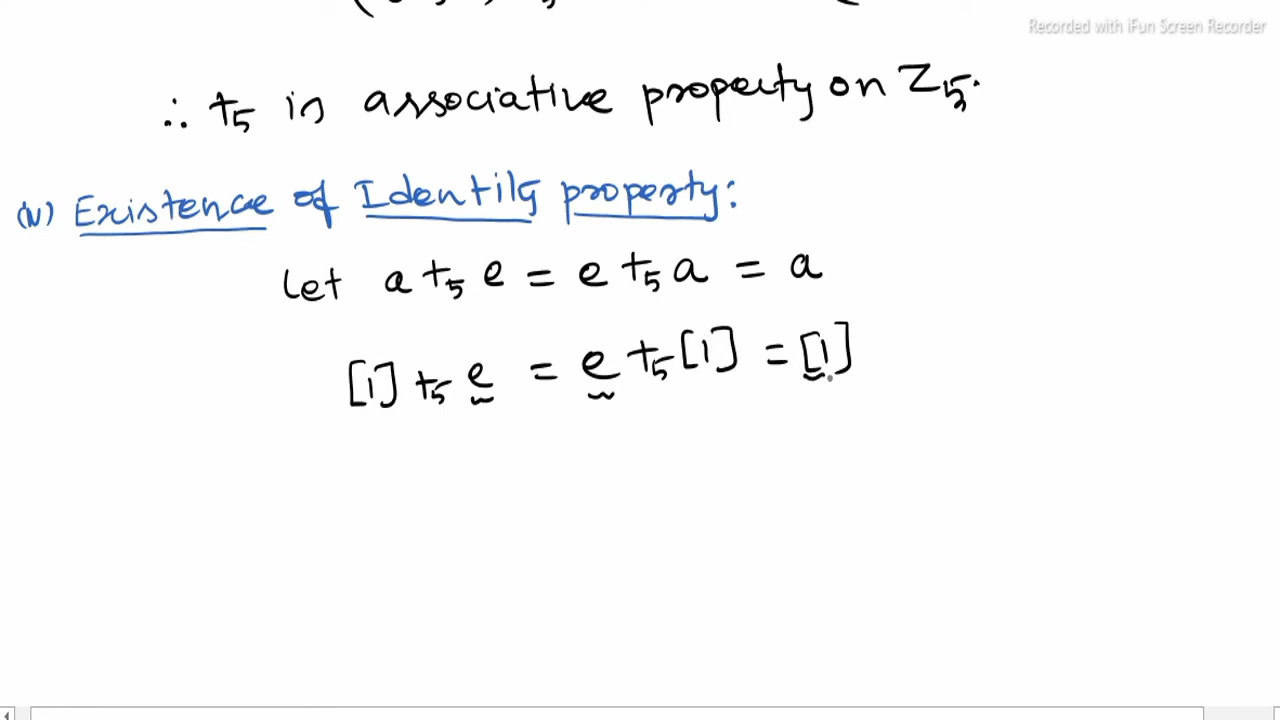 Recorded with iFun Screen Recorder
∴ +5 is associative property on Z5.
(iv) Existence of Identity property:
Let a +5 e = e +5 a = a
[1] +5 e = e +5 [1] = [1]